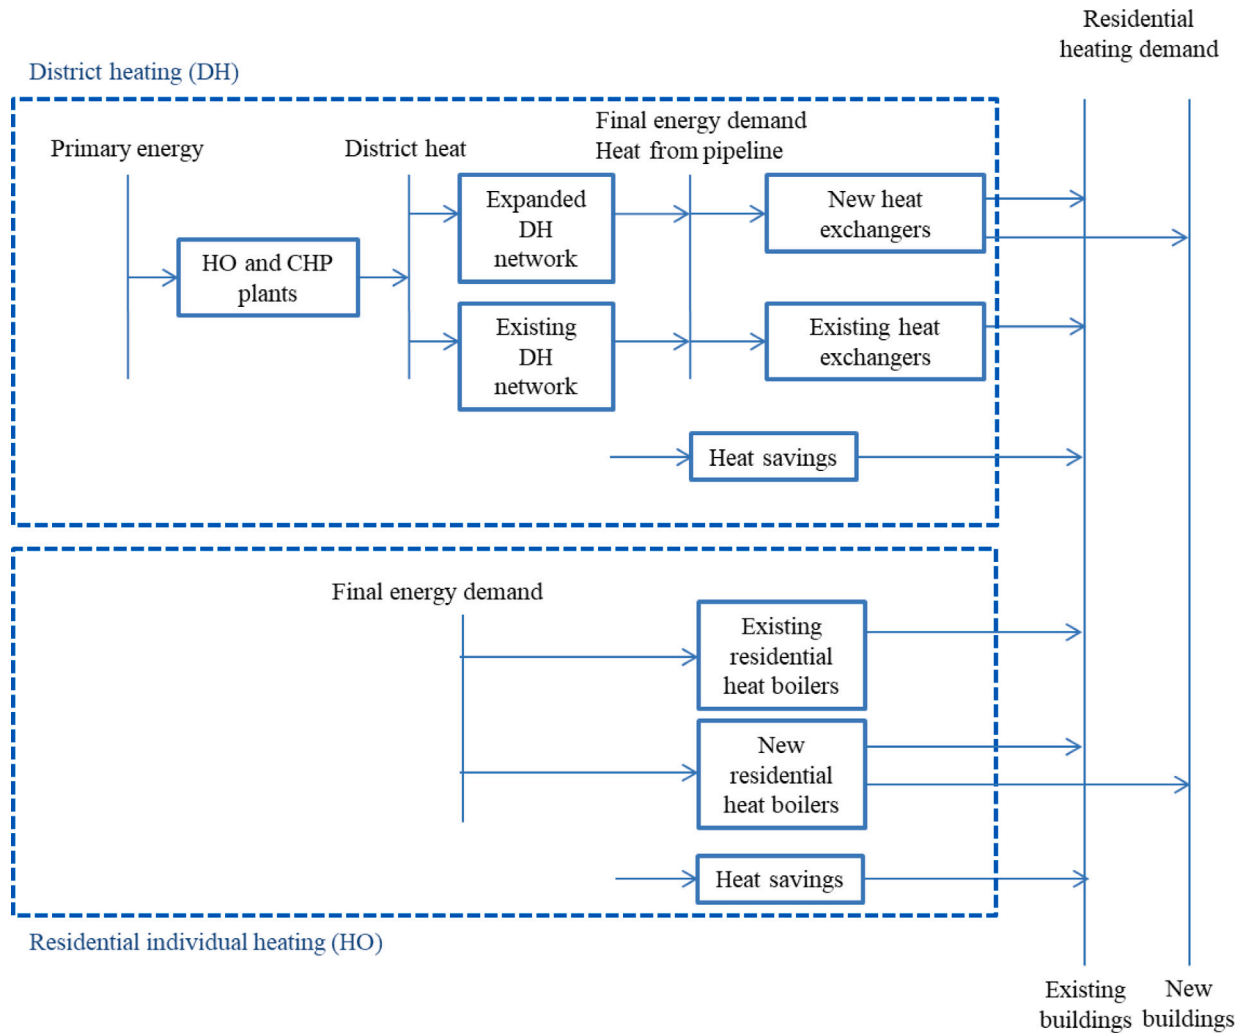 Residential
heating demand
District heating (DH)
Primary energy
District heat
Final energy demand
Heat from pipeline
Expanded
DH
network
New heat
exchangers
HO and CHP
plants
Existing
DH
network
Existing heat
exchangers
Heat savings
Final energy demand
Existing
residential
heat boilers
New
residential
heat boilers
Heat savings
Residential individual heating (HO)
Existing
buildings
New
buildings